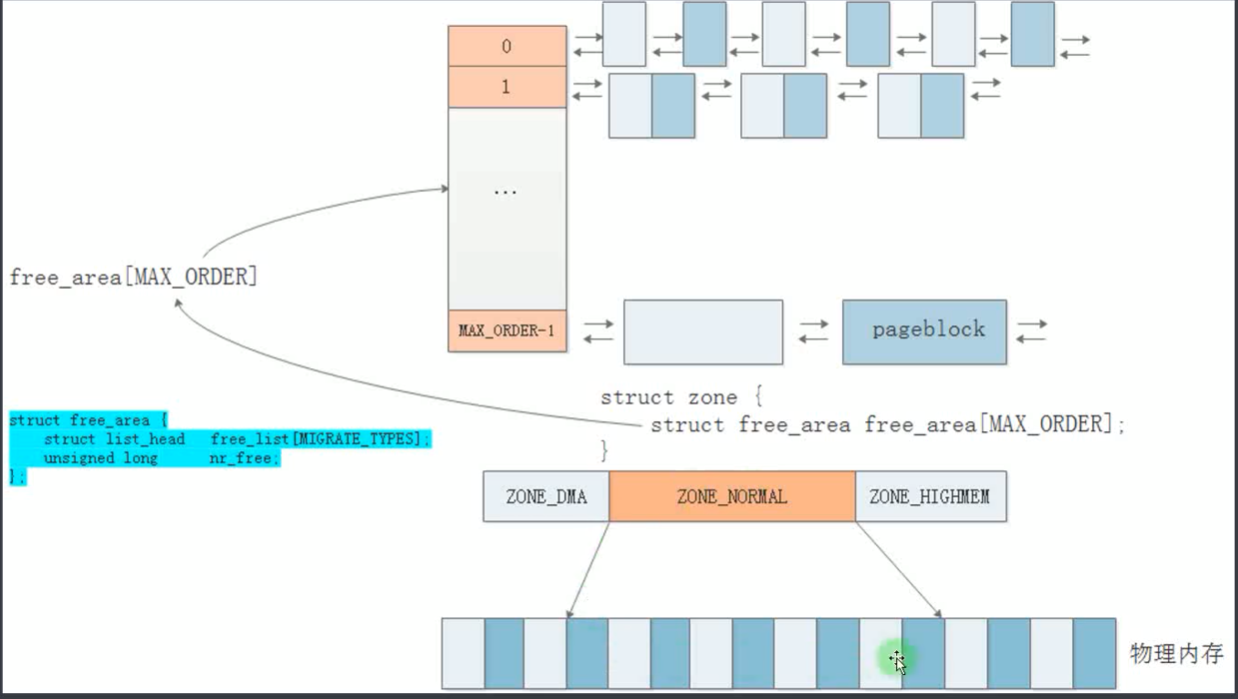 0
1
...
free_area[MAX_ORDER]
MAX_ORDER-1
pageblock
struct zone {
struct free_area free_area[MAX_ORDER];
}
struct free_area {
struct list_head free_list[MIGRATE_TYPES];
unsigned long nr_free;
};
ZONE_DMA
ZONE_NORMAL
ZONE_HIGHMEM
物理内存